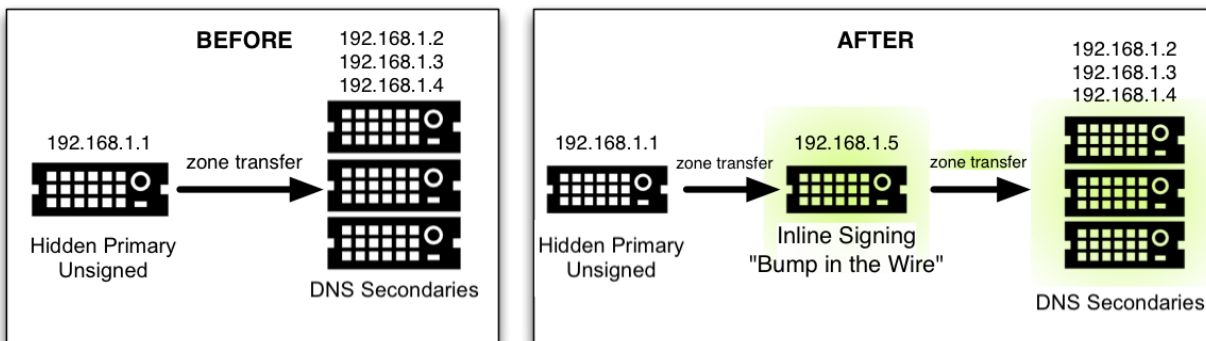 BEFORE
192.168.1.2
192.168.1.3
192.168.1.4
192.168.1.1
zone transfer
Hidden Primary
Unsigned
DNS Secondaries
AFTER
192.168.1.2
192.168.1.3
192.168.1.4
192.168.1.1
zone transfer
192.168.1.5
zone transfer
Hidden Primary
Unsigned
Inline Signing
"Bump in the Wire"
DNS Secondaries